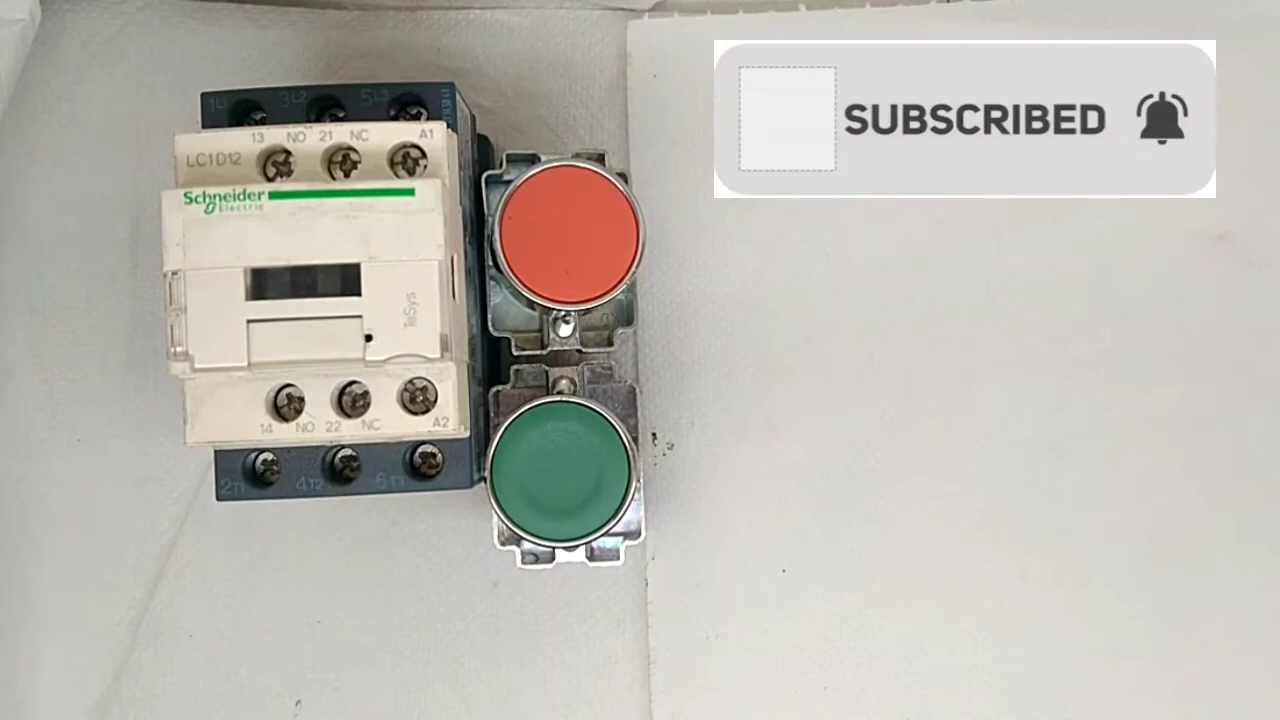 1L1 3L2 5L3
13 NO 21 NC A1
LC1D12
Schneider
Electric
TeSys
14 NO 22 NC A2
2T1 4T2 6T3
SUBSCRIBED